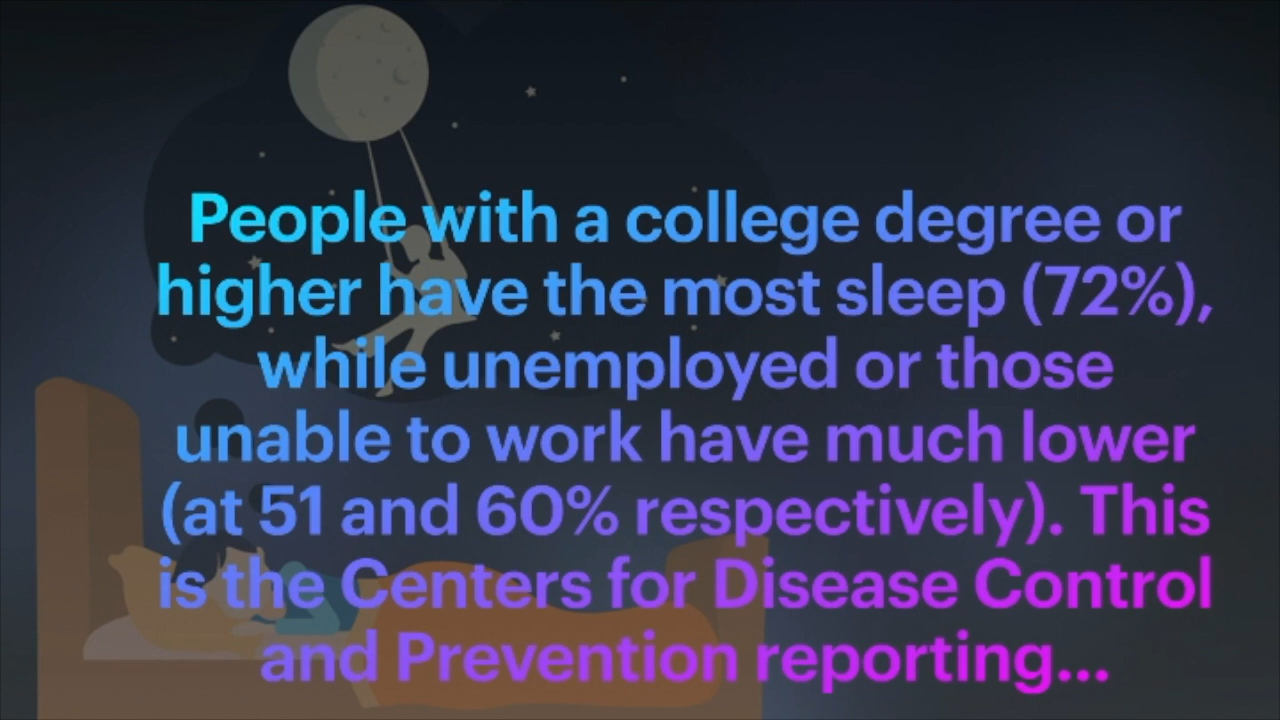 People with a college degree or
higher have the most sleep (72%),
while unemployed or those
unable to work have much lower
(at 51 and 60% respectively). This
is the Centers for Disease Control
and Prevention reporting...